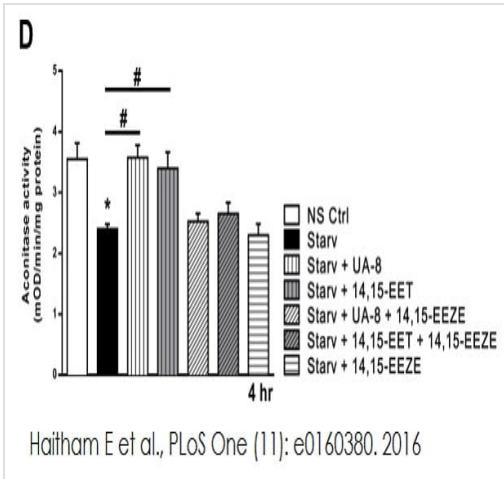 D
#
#
*
5
4
3
2
1
0
Aconitase activity
(mOD/min/mg protein)
4 hr
NS Ctrl
Starv
Starv + UA-8
Starv + 14,15-EET
Starv + UA-8 + 14,15-EEZE
Starv + 14,15-EET + 14,15-EEZE
Starv + 14,15-EEZE
Haitham E et al., PLoS One (11): e0160380. 2016